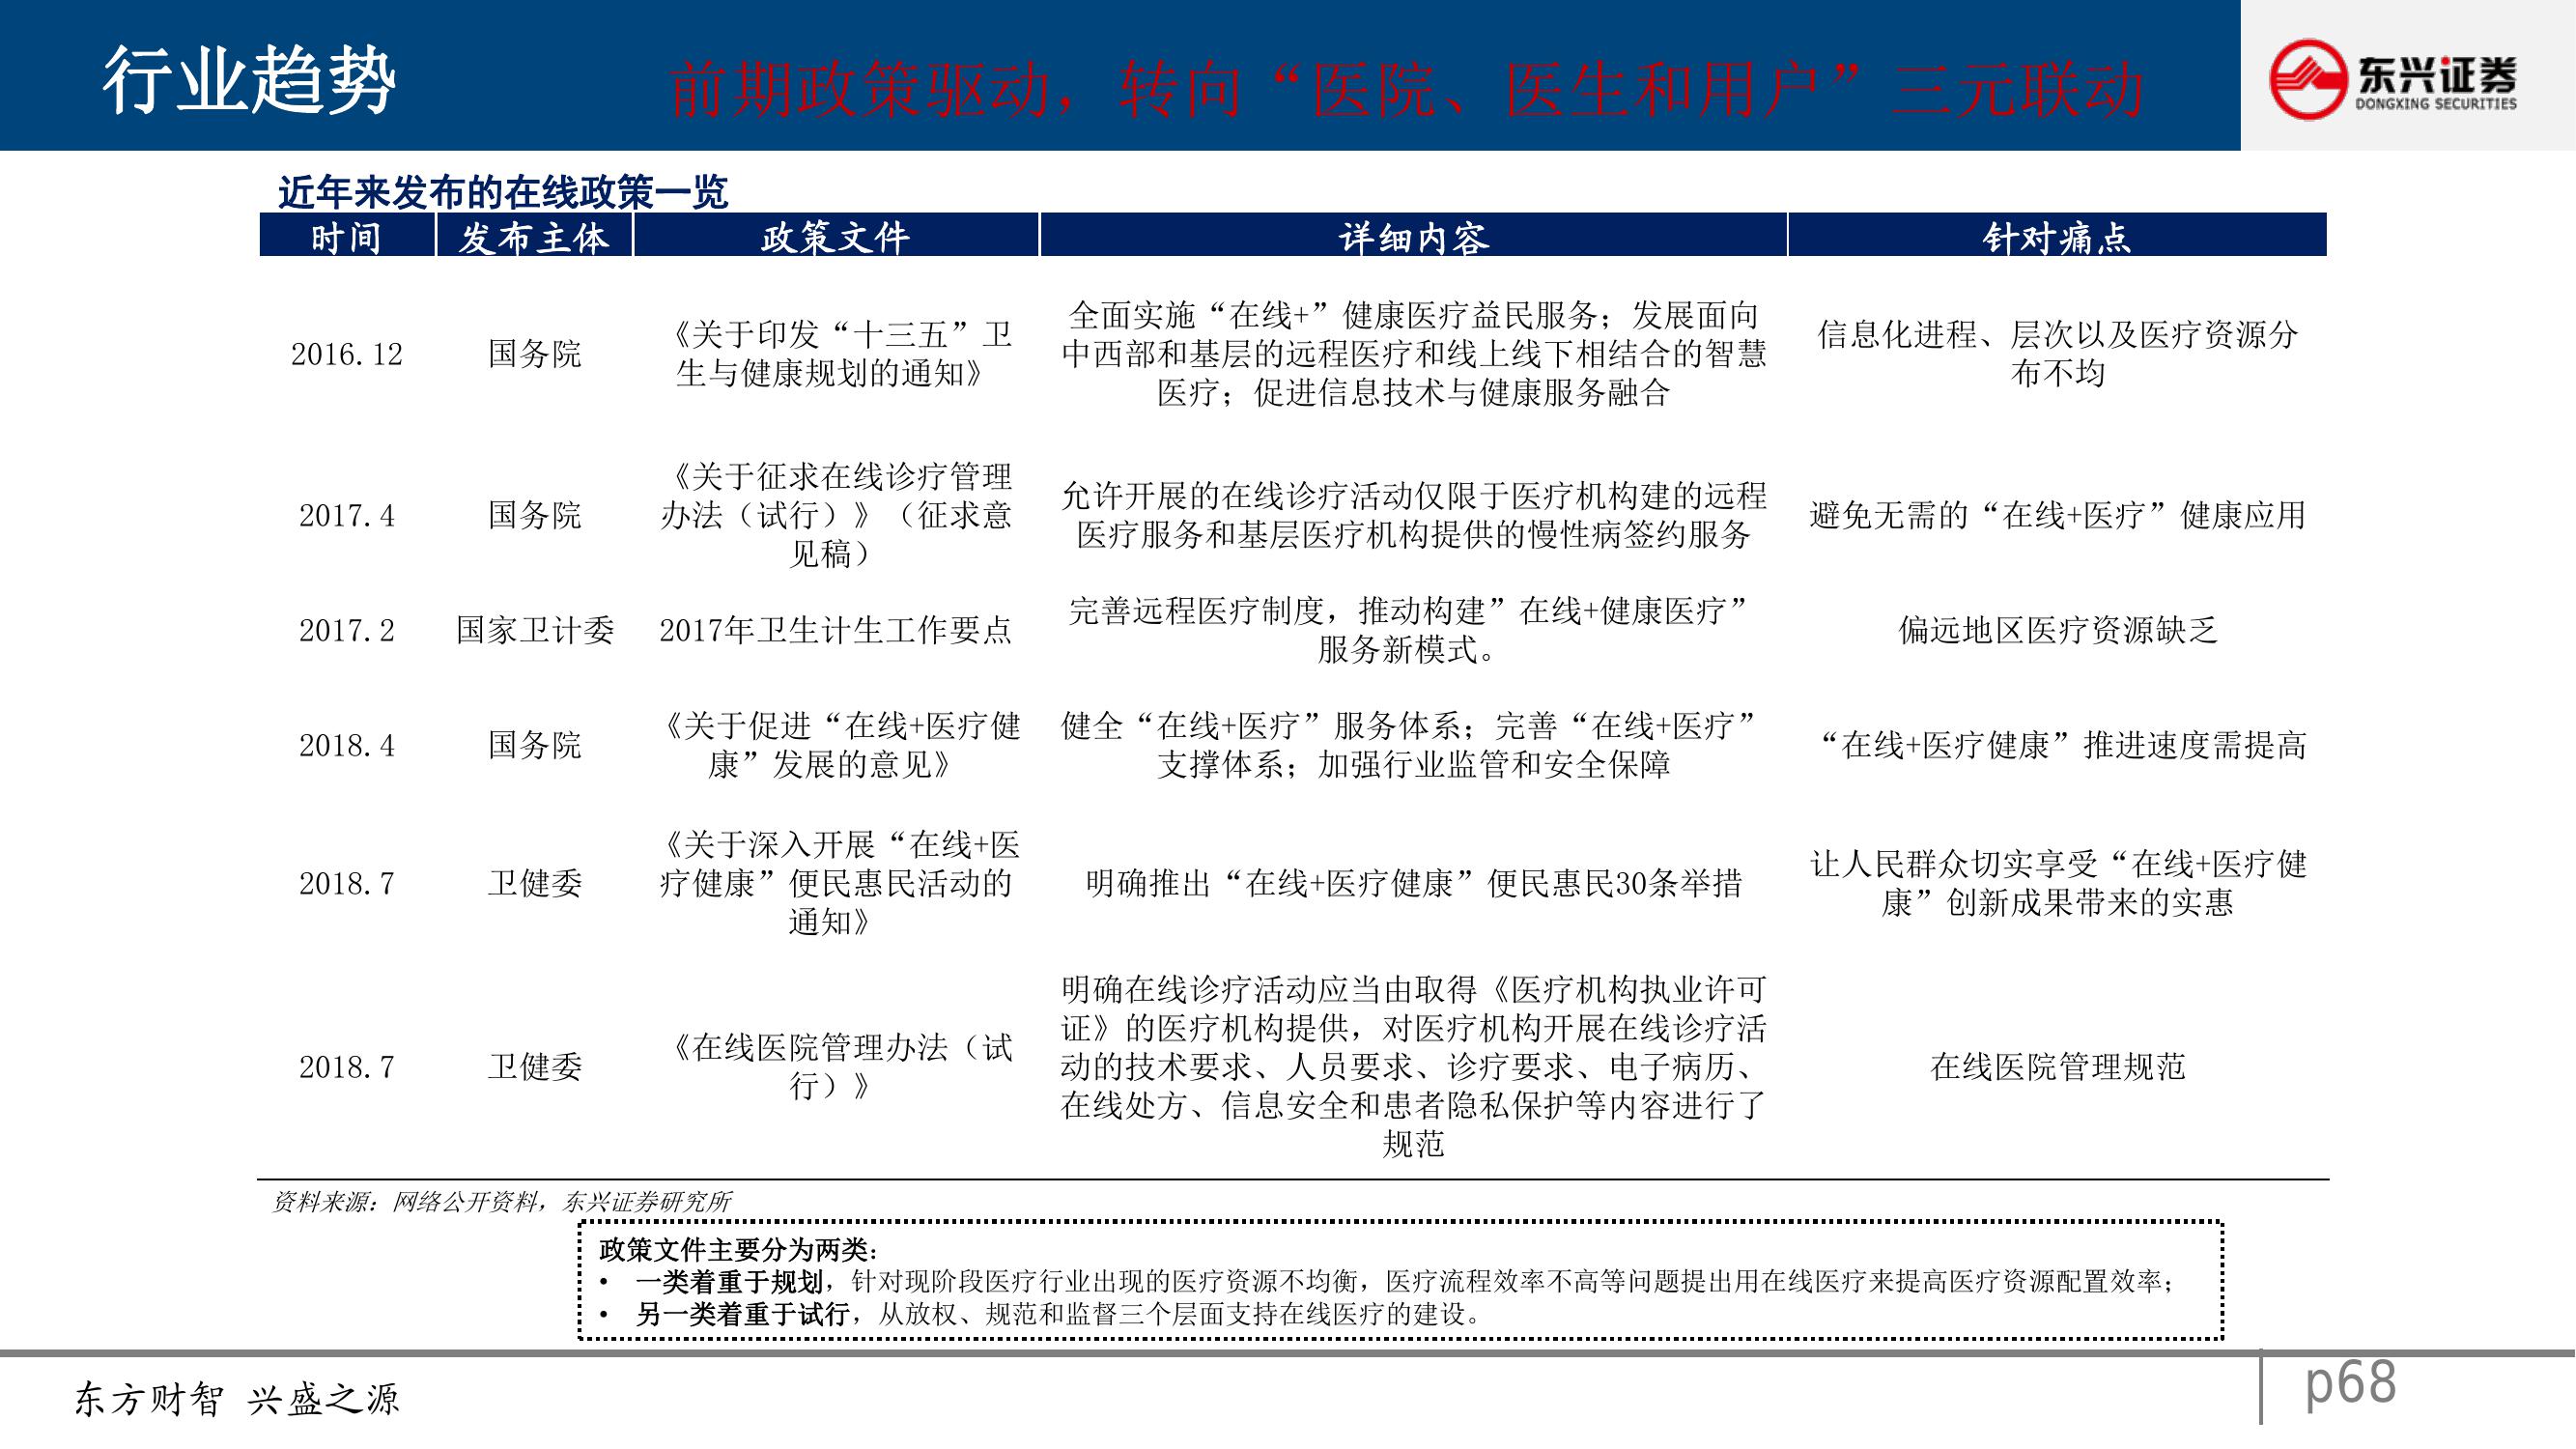 行业趋势
前期政策驱动，转向“医院、医生和用户”三元联动
东兴证券
DONGXING SECURITIES
近年来发布的在线政策一览
时间 发布主体 政策文件 详细内容 针对痛点
2016.12
国务院
《关于印发“十三五”卫
生与健康规划的通知》
全面实施“在线+”健康医疗益民服务；发展面向
中西部和基层的远程医疗和线上线下相结合的智慧
医疗；促进信息技术与健康服务融合
信息化进程、层次以及医疗资源分
布不均
2017.4
国务院
《关于征求在线诊疗管理
办法（试行）》（征求意
见稿）
允许开展的在线诊疗活动仅限于医疗机构建的远程
医疗服务和基层医疗机构提供的慢性病签约服务
避免无需的“在线+医疗”健康应用
2017.2
国家卫计委
2017年卫生计生工作要点
完善远程医疗制度，推动构建”在线+健康医疗”
服务新模式。
偏远地区医疗资源缺乏
2018.4
国务院
《关于促进“在线+医疗健
康”发展的意见》
健全“在线+医疗”服务体系；完善“在线+医疗”
支撑体系；加强行业监管和安全保障
“在线+医疗健康”推进速度需提高
2018.7
卫健委
《关于深入开展“在线+医
疗健康”便民惠民活动的
通知》
明确推出“在线+医疗健康”便民惠民30条举措
让人民群众切实享受“在线+医疗健
康”创新成果带来的实惠
2018.7
卫健委
《在线医院管理办法（试
行）》
明确在线诊疗活动应当由取得《医疗机构执业许可
证》的医疗机构提供，对医疗机构开展在线诊疗活
动的技术要求、人员要求、诊疗要求、电子病历、
在线处方、信息安全和患者隐私保护等内容进行了
规范
在线医院管理规范
资料来源：网络公开资料，东兴证券研究所
政策文件主要分为两类：
• 一类着重于规划，针对现阶段医疗行业出现的医疗资源不均衡，医疗流程效率不高等问题提出用在线医疗来提高医疗资源配置效率；
• 另一类着重于试行，从放权、规范和监督三个层面支持在线医疗的建设。
东方财智 兴盛之源
p68